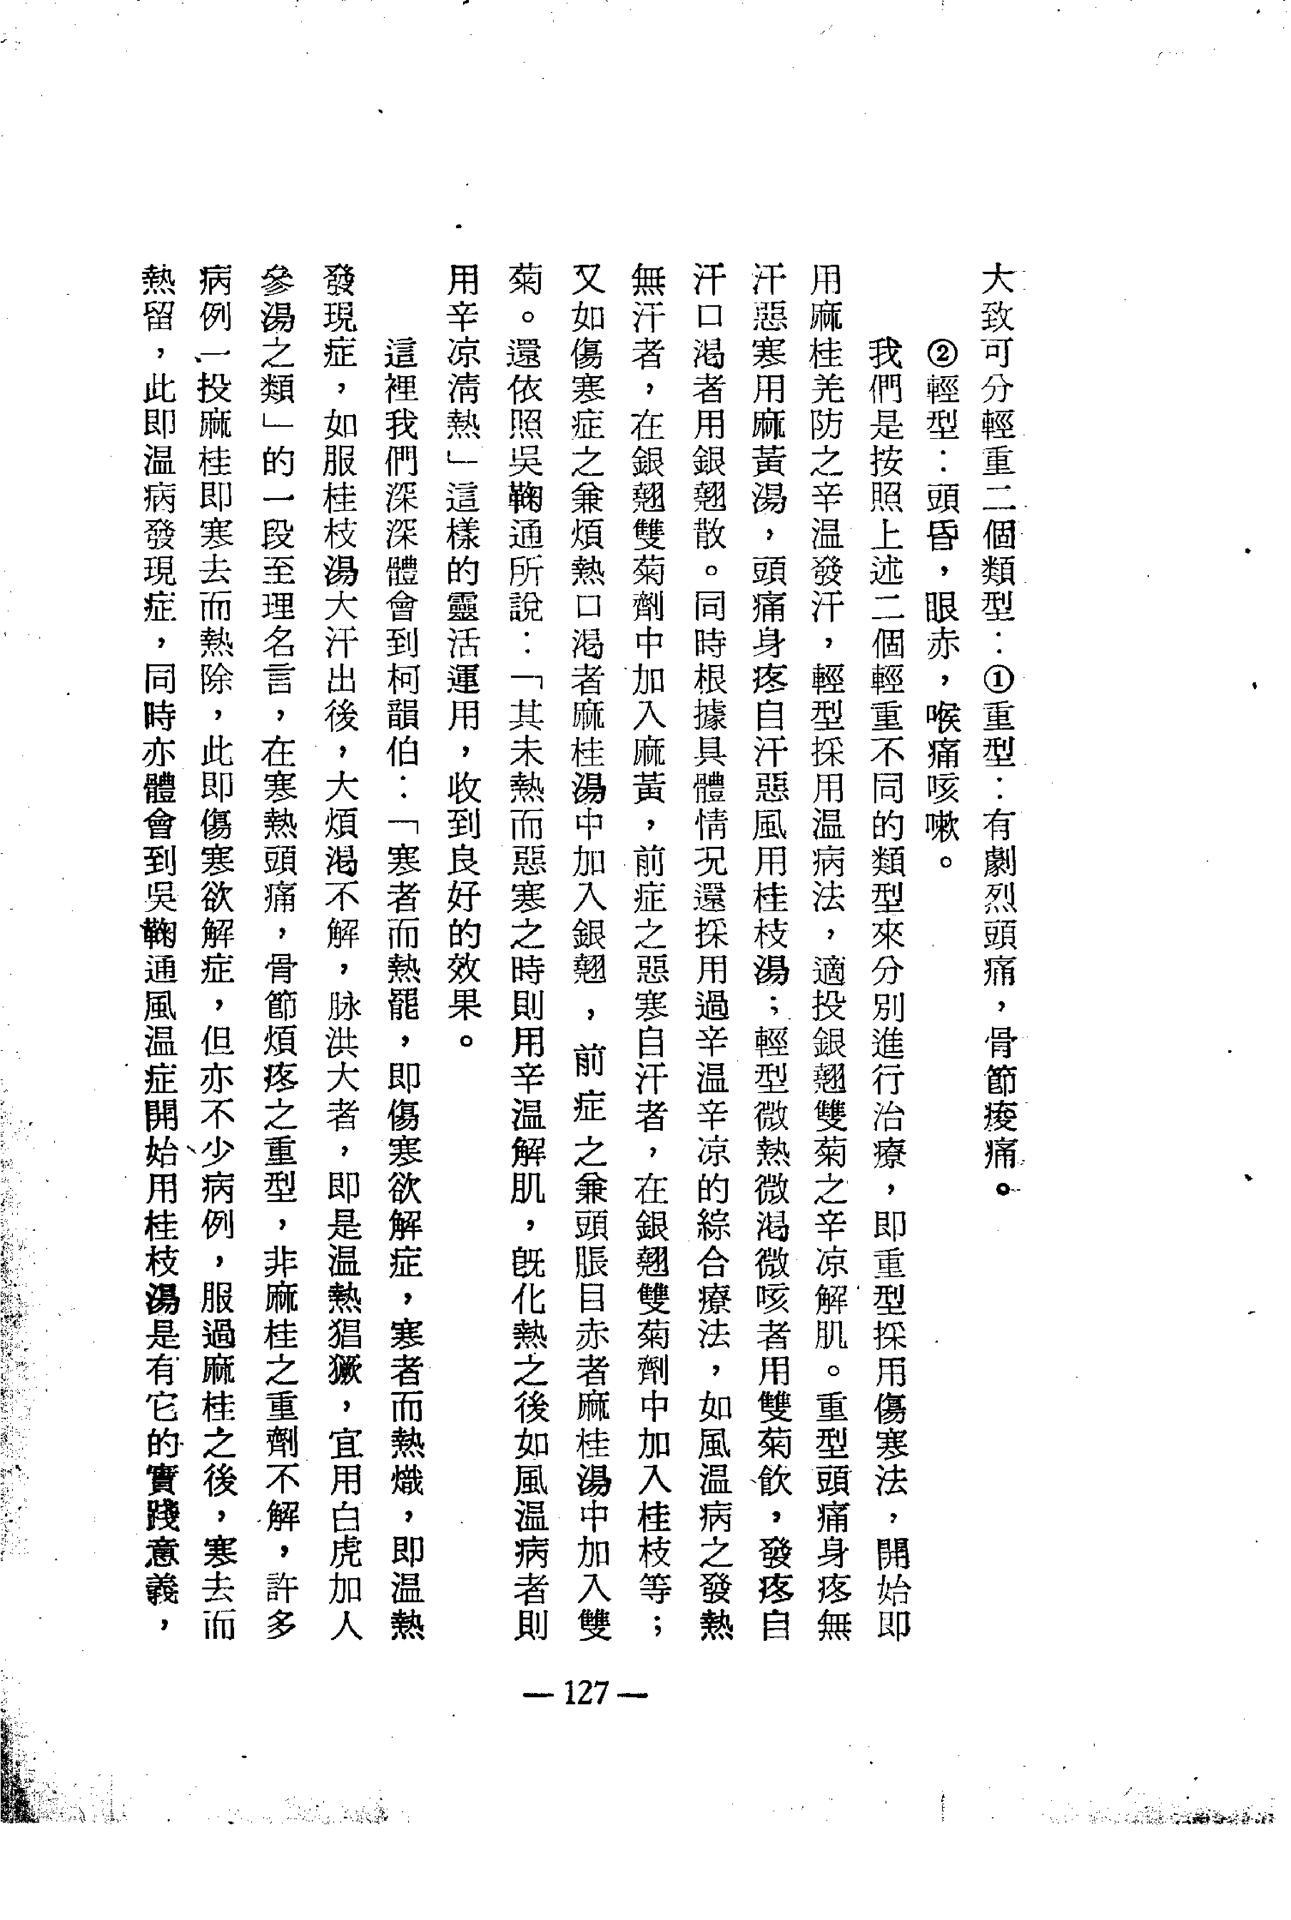 大致可分輕重二個類型：①重型：有劇烈頭痛，骨節痠痛。
②輕型：頭昏，眼赤，喉痛咳嗽。
我們是按照上述二個輕重不同的類型來分別進行治療，即重型採用傷寒法，開始即
用麻桂羌防之辛温發汗，輕型採用温病法，適投銀翹雙菊之辛凉解肌。重型頭痛身疼無
汗惡寒用麻黃湯，頭痛身疼自汗惡風用桂枝湯；輕型微熱微渴微咳者用雙菊飲，發疼自
汗口渴者用銀翹散。同時根據具體情况還採用過辛温辛凉的綜合療法，如風温病之發熱
無汗者，在銀翹雙菊劑中加入麻黃，前症之惡寒自汗者，在銀翹雙菊劑中加入桂枝等；
又如傷寒症之兼煩熱口渴者麻桂湯中加入銀翹，前症之兼頭脹目赤者麻桂湯中加入雙
菊。還依照吳鞠通所說：「其未熱而惡寒之時則用辛温解肌，旣化熱之後如風温病者則
用辛凉淸熱」這樣的靈活運用，收到良好的效果。
這裡我們深深體會到柯韻伯：「寒者而熱罷，即傷寒欲解症，寒者而熱熾，即温熱
發現症，如服桂枝湯大汗出後，大煩渴不解，脉洪大者，即是温熱猖獗，宜用白虎加人
參湯之類」的一段至理名言，在寒熱頭痛，骨節煩疼之重型，非麻桂之重劑不解，許多
病例一投麻桂即寒去而熱除，此即傷寒欲解症，但亦不少病例，服過麻桂之後，寒去而
熱留，此即温病發現症，同時亦體會到吳鞠通風温症開始用桂枝湯是有它的實踐意義，
— 127 —